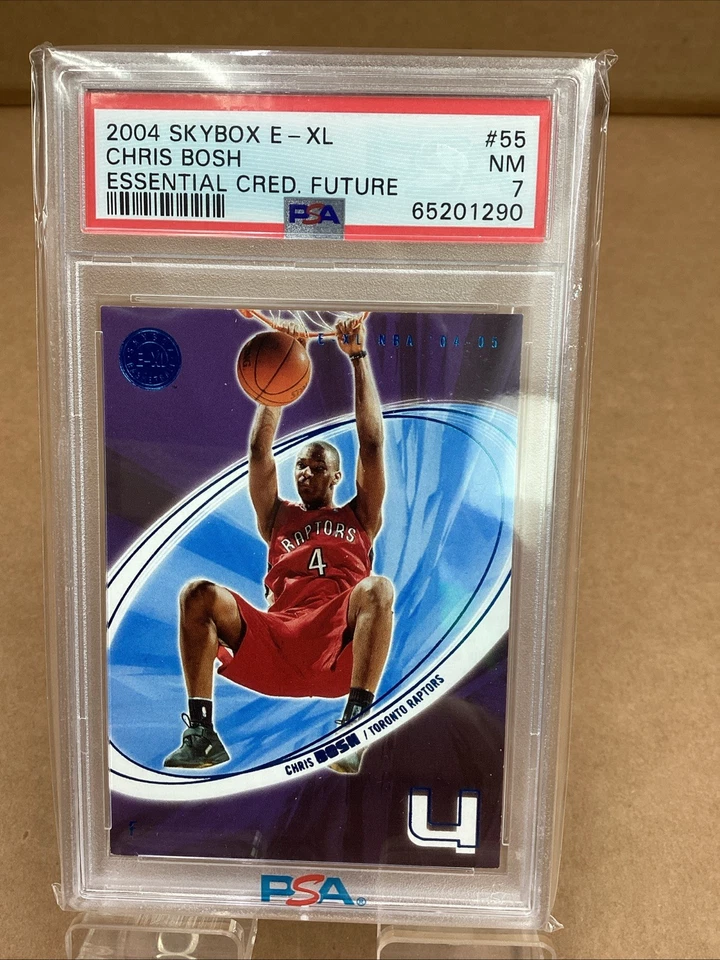 2004 SKYBOX E-XL #55
CHRIS BOSH NM
ESSENTIAL CRED. FUTURE 7
PSA 65201290
E-XL NBA '04-05
E-XL
RAPTORS
4
CHRIS BOSH / TORONTO RAPTORS
4
F
PSA